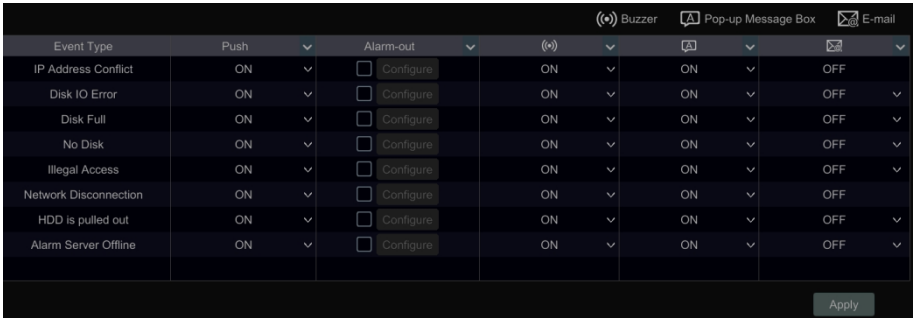 Buzzer Pop-up Message Box E-mail
Event Type Push Alarm-out
IP Address Conflict ON Configure ON ON OFF
Disk IO Error ON Configure ON ON OFF
Disk Full ON Configure ON ON OFF
No Disk ON Configure ON ON OFF
Illegal Access ON Configure ON ON OFF
Network Disconnection ON Configure ON ON OFF
HDD is pulled out ON Configure ON ON OFF
Alarm Server Offline ON Configure ON ON OFF
Apply